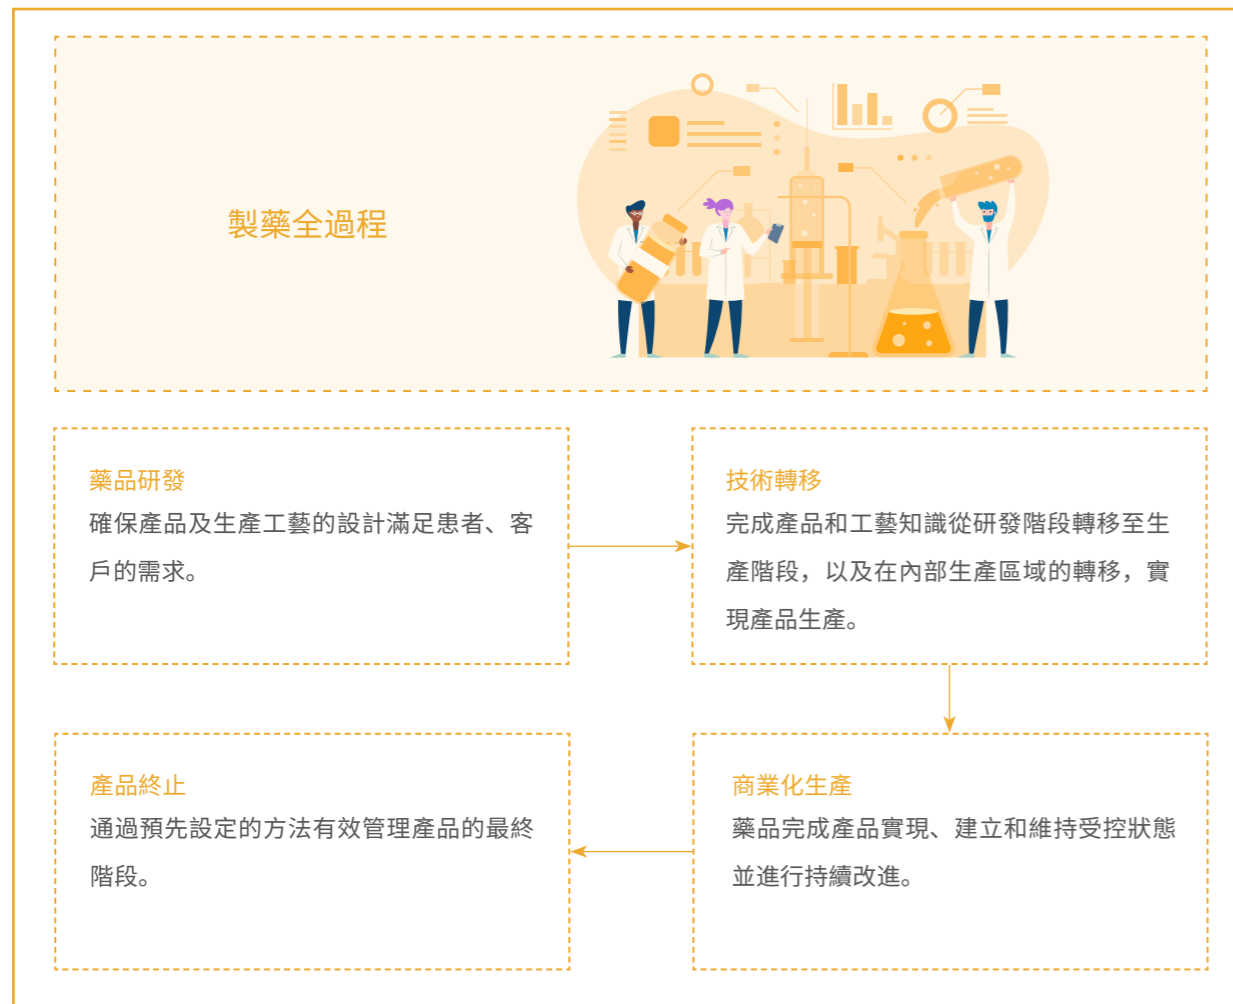 製藥全過程
藥品研發
確保產品及生產工藝的設計滿足患者、客
戶的需求。
技術轉移
完成產品和工藝知識從研發階段轉移至生
產階段，以及在內部生產區域的轉移，實
現產品生產。
商業化生產
藥品完成產品實現、建立和維持受控狀態
並進行持續改進。
產品終止
通過預先設定的方法有效管理產品的最終
階段。